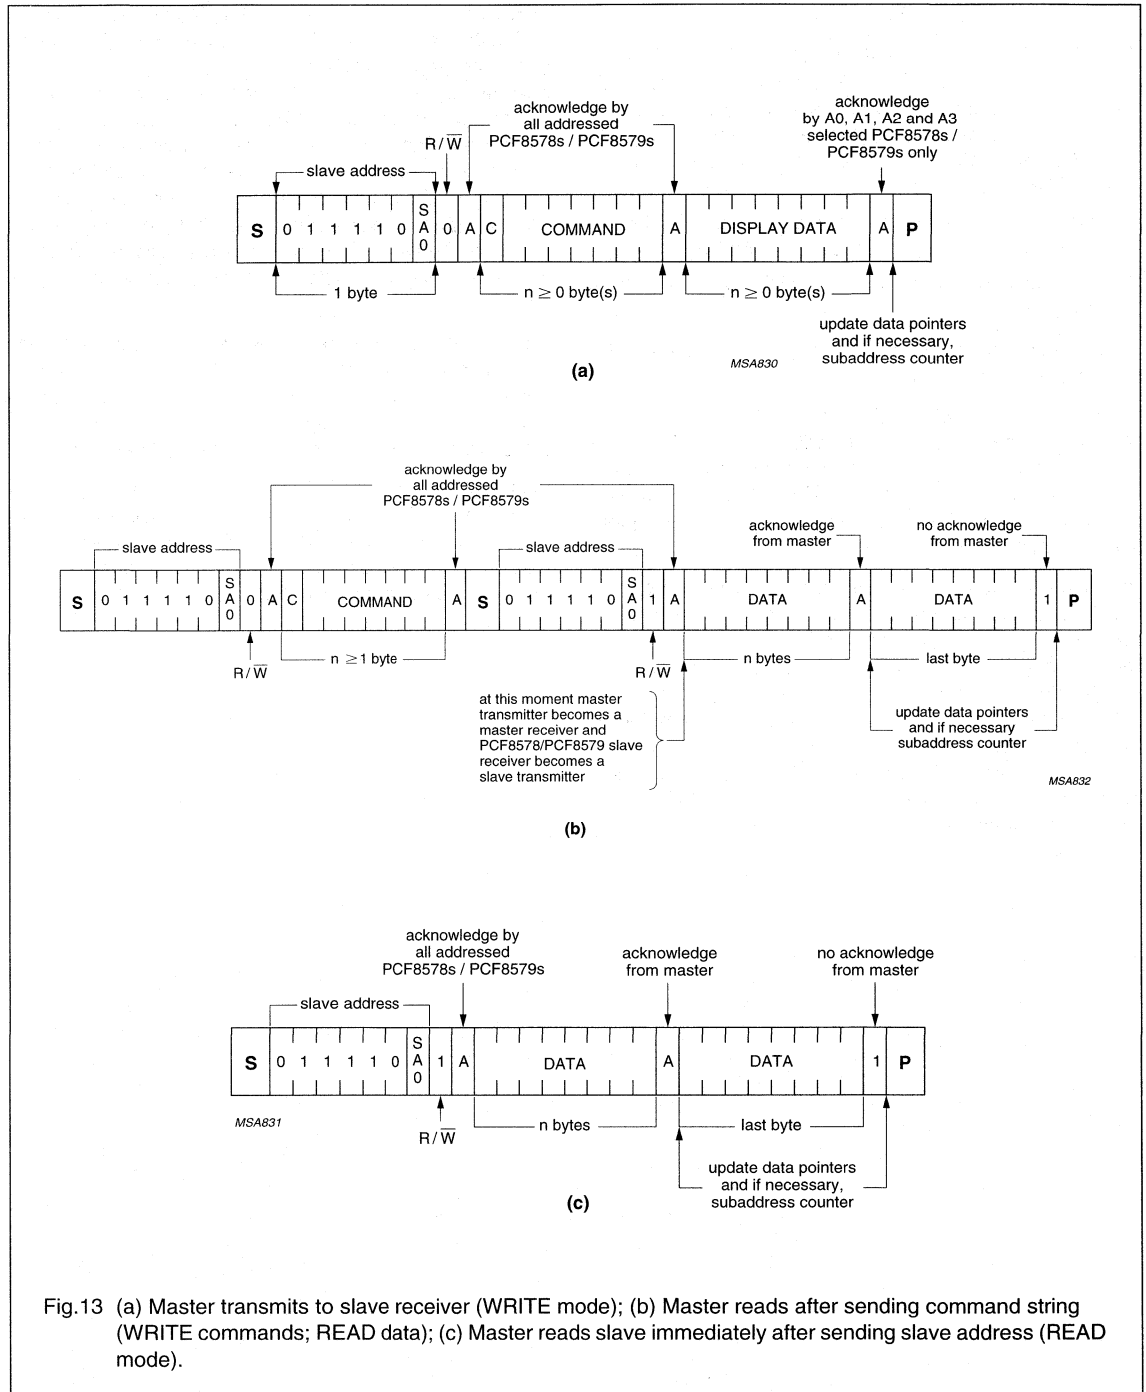 acknowledge by
all addressed
PCF8578s / PCF8579s
acknowledge
by A0, A1, A2 and A3
selected PCF8578s /
PCF8579s only
R / W
slave address
S 0 1 1 1 1 0 SA0 0 A C COMMAND A DISPLAY DATA A P
1 byte
n ≥ 0 byte(s)
n ≥ 0 byte(s)
update data pointers
and if necessary,
subaddress counter
MSA830
(a)
acknowledge by
all addressed
PCF8578s / PCF8579s
slave address
slave address
acknowledge
from master
no acknowledge
from master
S 0 1 1 1 1 0 SA0 0 A C COMMAND A S 0 1 1 1 1 0 SA0 1 A DATA A DATA 1 P
R / W
n ≥ 1 byte
R / W
n bytes
last byte
at this moment master
transmitter becomes a
master receiver and
PCF8578/PCF8579 slave
receiver becomes a
slave transmitter
update data pointers
and if necessary
subaddress counter
MSA832
(b)
acknowledge by
all addressed
PCF8578s / PCF8579s
acknowledge
from master
no acknowledge
from master
slave address
S 0 1 1 1 1 0 SA0 1 A DATA A DATA 1 P
MSA831
R / W
n bytes
last byte
update data pointers
and if necessary,
subaddress counter
(c)
Fig.13 (a) Master transmits to slave receiver (WRITE mode); (b) Master reads after sending command string
(WRITE commands; READ data); (c) Master reads slave immediately after sending slave address (READ
mode).